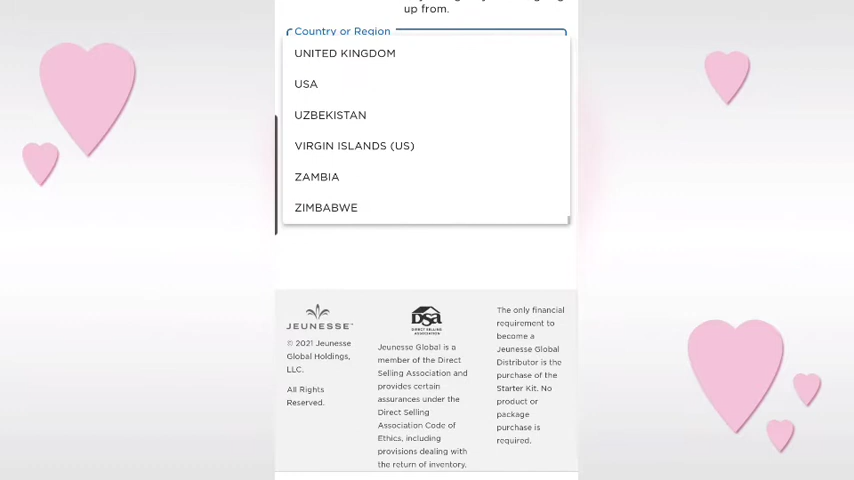 up from.
Country or Region
UNITED KINGDOM
USA
UZBEKISTAN
VIRGIN ISLANDS (US)
ZAMBIA
ZIMBABWE
JEUNESSE™
© 2021 Jeunesse
Global Holdings,
LLC.
All Rights
Reserved.
DSA
DIRECT SELLING
ASSOCIATION
Jeunesse Global is a
member of the Direct
Selling Association and
provides certain
assurances under the
Direct Selling
Association Code of
Ethics, including
provisions dealing with
the return of inventory.
The only financial
requirement to
become a
Jeunesse Global
Distributor is the
purchase of the
Starter Kit. No
product or
package
purchase is
required.